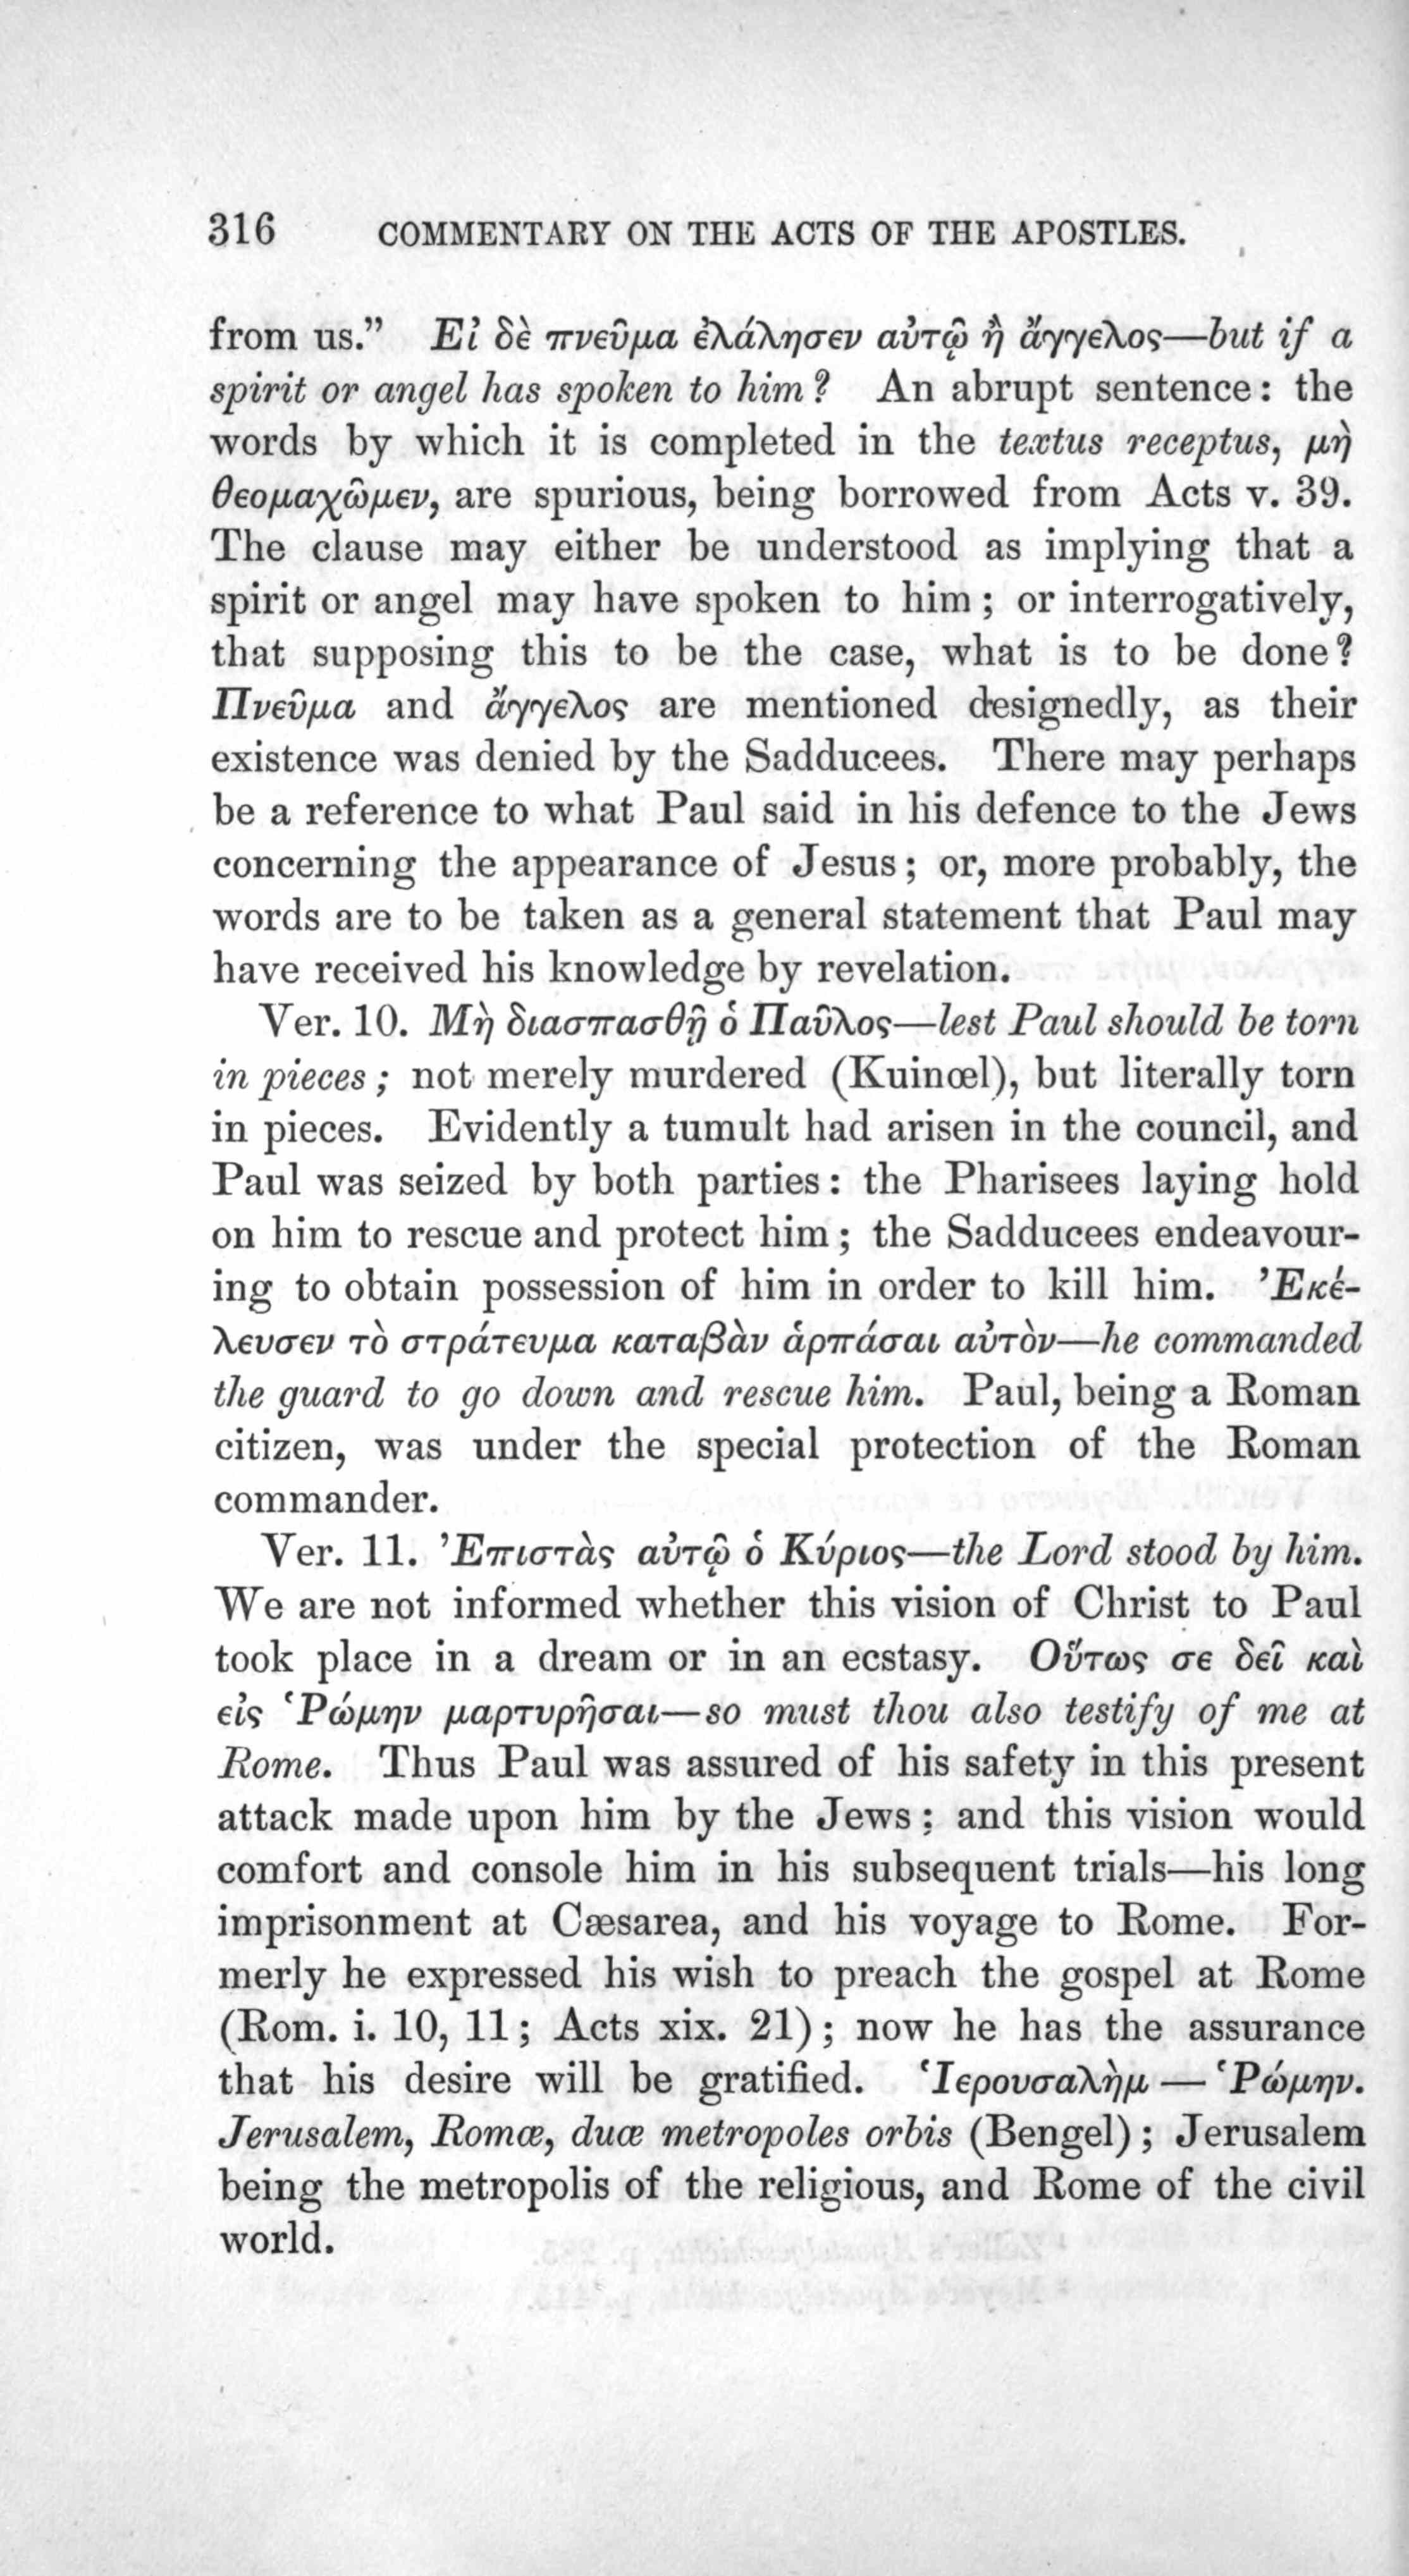 316 COMMENTARY ON THE ACTS OF THE APOSTLES.
from us.” Εἰ δὲ πνεῦμα ἐλάλησεν αὐτῷ ἢ ἄγγελος—but if a
spirit or angel has spoken to him? An abrupt sentence: the
words by which it is completed in the textus receptus, μὴ
θεομαχῶμεν, are spurious, being borrowed from Acts v. 39.
The clause may either be understood as implying that a
spirit or angel may have spoken to him; or interrogatively,
that supposing this to be the case, what is to be done?
Πνεῦμα and ἄγγελος are mentioned designedly, as their
existence was denied by the Sadducees. There may perhaps
be a reference to what Paul said in his defence to the Jews
concerning the appearance of Jesus; or, more probably, the
words are to be taken as a general statement that Paul may
have received his knowledge by revelation.
Ver. 10. Μὴ διασπασθῇ ὁ Παῦλος—lest Paul should be torn
in pieces; not merely murdered (Kuinœl), but literally torn
in pieces. Evidently a tumult had arisen in the council, and
Paul was seized by both parties: the Pharisees laying hold
on him to rescue and protect him; the Sadducees endeavour-
ing to obtain possession of him in order to kill him. Ἐκέ-
λευσεν τὸ στράτευμα καταβὰν ἁρπάσαι αὐτὸν—he commanded
the guard to go down and rescue him. Paul, being a Roman
citizen, was under the special protection of the Roman
commander.
Ver. 11. Ἐπιστὰς αὐτῷ ὁ Κύριος—the Lord stood by him.
We are not informed whether this vision of Christ to Paul
took place in a dream or in an ecstasy. Οὕτως σε δεῖ καὶ
εἰς Ῥώμην μαρτυρῆσαι—so must thou also testify of me at
Rome. Thus Paul was assured of his safety in this present
attack made upon him by the Jews: and this vision would
comfort and console him in his subsequent trials—his long
imprisonment at Cæsarea, and his voyage to Rome. For-
merly he expressed his wish to preach the gospel at Rome
(Rom. i. 10, 11; Acts xix. 21); now he has the assurance
that his desire will be gratified. Ἱερουσαλὴμ — Ῥώμην.
Jerusalem, Romœ, duœ metropoles orbis (Bengel); Jerusalem
being the metropolis of the religious, and Rome of the civil
world.